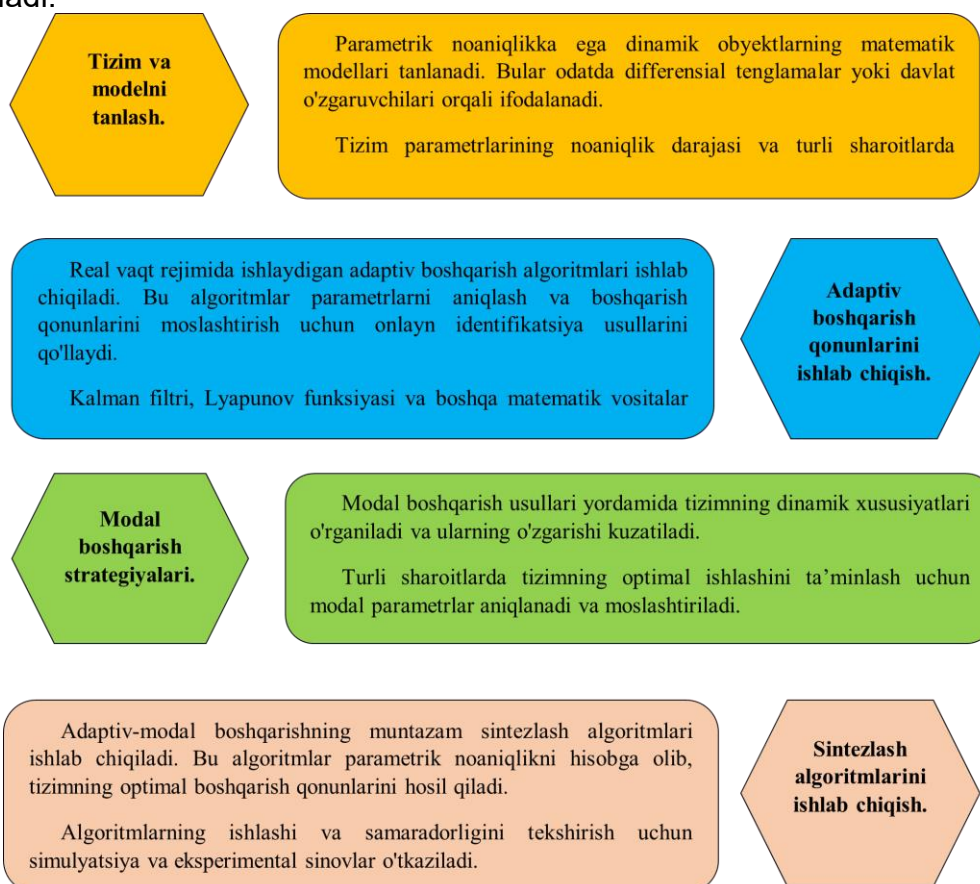 ladi.
Tizim va
modelni
tanlash.
Parametrik noaniqlikka ega dinamik obyektlarning matematik
modellari tanlanadi. Bular odatda differensial tenglamalar yoki davlat
o'zgaruvchilari orqali ifodalanadi.
Tizim parametrlarining noaniqlik darajasi va turli sharoitlarda
Real vaqt rejimida ishlaydigan adaptiv boshqarish algoritmlari ishlab
chiqiladi. Bu algoritmlar parametrlarni aniqlash va boshqarish
qonunlarini moslashtirish uchun onlayn identifikatsiya usullarini
qo'llaydi.
Kalman filtri, Lyapunov funksiyasi va boshqa matematik vositalar
Adaptiv
boshqarish
qonunlarini
ishlab chiqish.
Modal
boshqarish
strategiyalari.
Modal boshqarish usullari yordamida tizimning dinamik xususiyatlari
o'rganiladi va ularning o'zgarishi kuzatiladi.
Turli sharoitlarda tizimning optimal ishlashini ta’minlash uchun
modal parametrlar aniqlanadi va moslashtiriladi.
Adaptiv-modal boshqarishning muntazam sintezlash algoritmlari
ishlab chiqiladi. Bu algoritmlar parametrik noaniqlikni hisobga olib,
tizimning optimal boshqarish qonunlarini hosil qiladi.
Algoritmlarning ishlashi va samaradorligini tekshirish uchun
simulyatsiya va eksperimental sinovlar o'tkaziladi.
Sintezlash
algoritmlarini
ishlab chiqish.